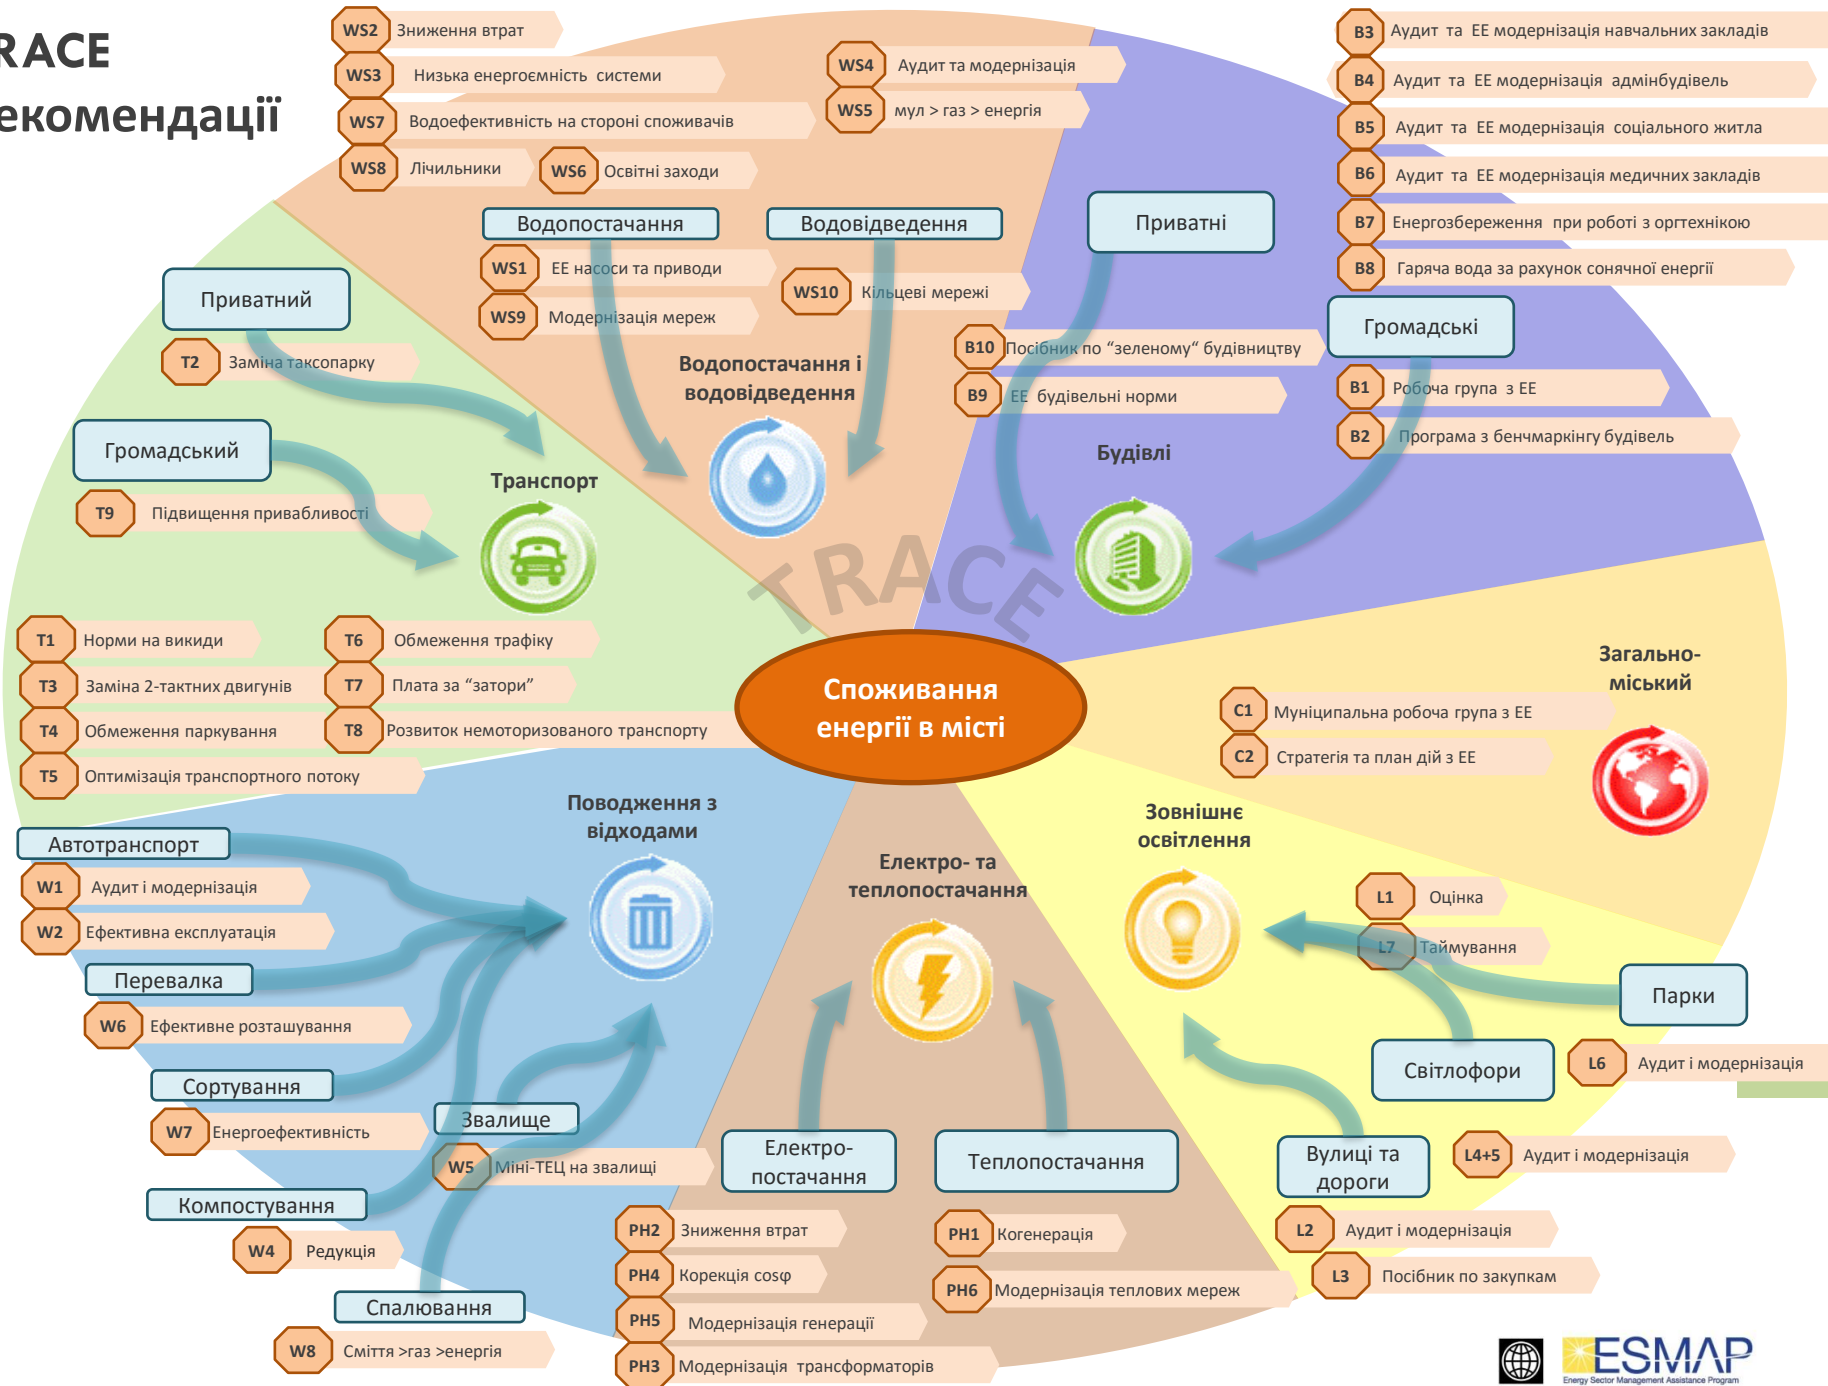 RACE
екомендації
WS2 Зниження втрат
WS3 Низька енергоємність системи
WS7 Водоефективність на стороні споживачів
WS8 Лічильники
WS6 Освітні заходи
WS4 Аудит та модернізація
WS5 мул > газ > енергія
B3 Аудит та ЕЕ модернізація навчальних закладів
B4 Аудит та ЕЕ модернізація адмінбудівель
B5 Аудит та ЕЕ модернізація соціального житла
B6 Аудит та ЕЕ модернізація медичних закладів
B7 Енергозбереження при роботі з оргтехнікою
B8 Гаряча вода за рахунок сонячної енергії
Водопостачання
Водовідведення
WS1 ЕЕ насоси та приводи
WS9 Модернізація мереж
WS10 Кільцеві мережі
Водопостачання і
водовідведення
Приватні
Громадські
B10 Посібник по “зеленому“ будівництву
B9 ЕЕ будівельні норми
B1 Робоча група з ЕЕ
B2 Програма з бенчмаркінгу будівель
Будівлі
Приватний
T2 Заміна таксопарку
Громадський
T9 Підвищення привабливості
Транспорт
T1 Норми на викиди
T3 Заміна 2-тактних двигунів
T4 Обмеження паркування
T5 Оптимізація транспортного потоку
T6 Обмеження трафіку
T7 Плата за “затори”
T8 Розвиток немоторизованого транспорту
TRACE
Споживання
енергії в місті
Загально-
міський
C1 Муніципальна робоча група з ЕЕ
C2 Стратегія та план дій з ЕЕ
Поводження з
відходами
Автотранспорт
W1 Аудит і модернізація
W2 Ефективна експлуатація
Перевалка
W6 Ефективне розташування
Сортування
W7 Енергоефективність
Звалище
W5 Міні-ТЕЦ на звалищі
Компостування
W4 Редукція
Спалювання
W8 Сміття >газ >енергія
Електро- та
теплопостачання
Електро-
постачання
Теплопостачання
PH2 Зниження втрат
PH4 Корекція cosφ
PH5 Модернізація генерації
PH3 Модернізація трансформаторів
PH1 Когенерація
PH6 Модернізація теплових мереж
Зовнішнє
освітлення
L1 Оцінка
L7 Таймування
Парки
L6 Аудит і модернізація
Світлофори
L4+5 Аудит і модернізація
Вулиці та
дороги
L2 Аудит і модернізація
L3 Посібник по закупкам
ESMAP
Energy Sector Management Assistance Program